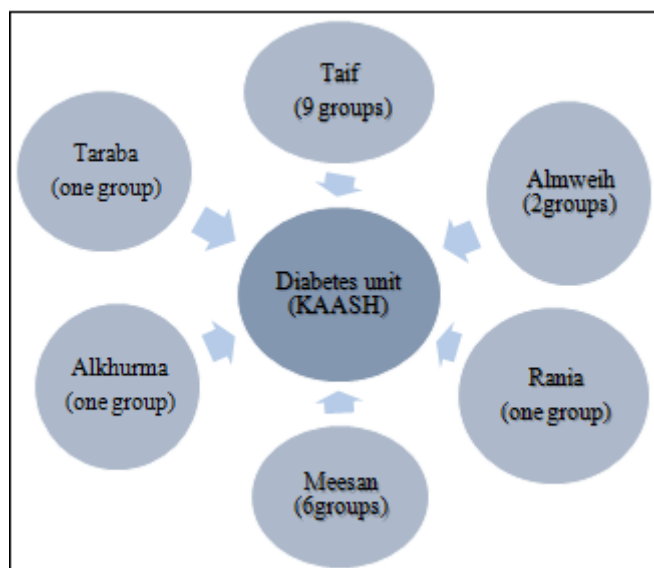 Taif
(9 groups)
Taraba
(one group)
Almweih
(2groups)
Diabetes unit
(KAASH)
Alkhurma
(one group)
Rania
(one group)
Meesan
(6groups)